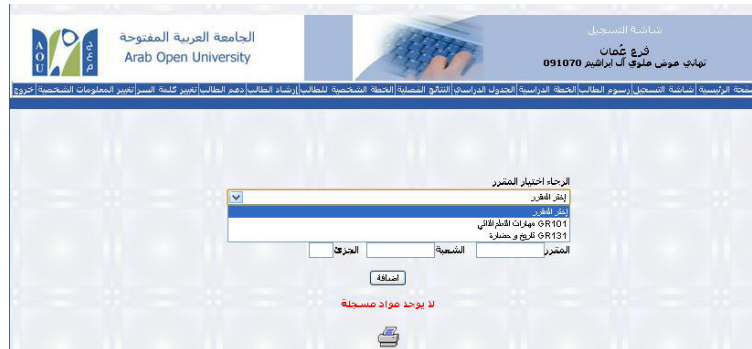 الجامعة العربية المفتوحة
Arab Open University
A O U
شاشة التسجيل
فرع عُمان
تهاني عوض علوي آل ابراهيم 091070
الصفحة الرئيسية|شاشة التسجيل|رسوم الطالب|الخطة الدراسية|الجدول الدراسي|النتائج الفصلية|الخطة الشخصية للطالب|إرشاد الطالب|دعم الطالب|تغيير كلمة السر|تغيير المعلومات الشخصية|خروج
الرجاء اختيار المقرر
إختر المقرر
إختر المقرر
GR101 مهارات التعلم الذاتي
GR131 تاريخ و حضارة
المقرر الشعبة الجزئ
اضافة
لا يوجد مواد مسجلة